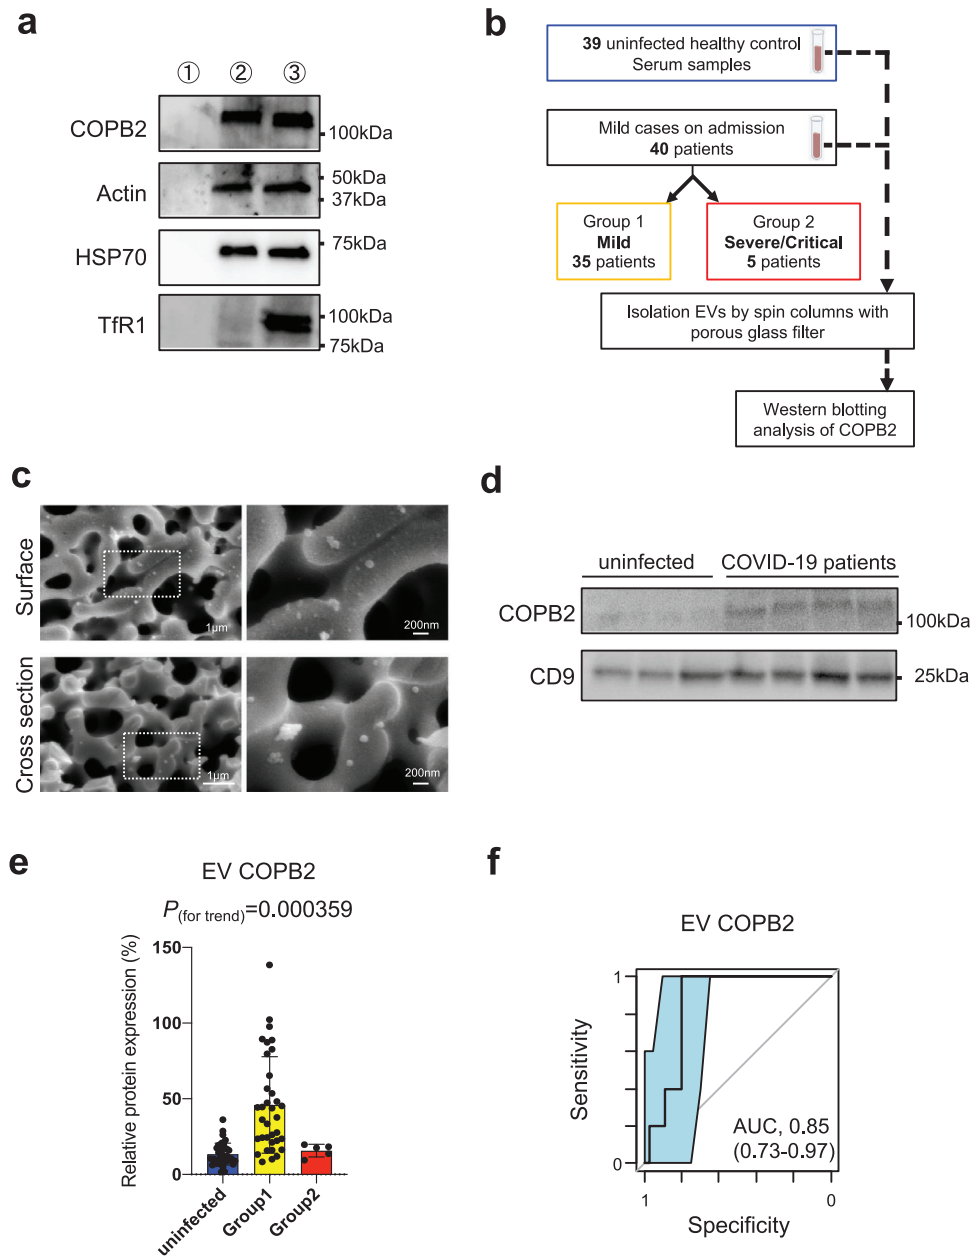 a
① ② ③
COPB2
100kDa
Actin
50kDa
37kDa
HSP70
75kDa
TfR1
100kDa
75kDa
b
39 uninfected healthy control
Serum samples
Mild cases on admission
40 patients
Group 1
Mild
35 patients
Group 2
Severe/Critical
5 patients
Isolation EVs by spin columns with
porous glass filter
Western blotting
analysis of COPB2
c
Surface
1μm
200nm
Cross section
1μm
200nm
d
uninfected COVID-19 patients
COPB2
100kDa
CD9
25kDa
e
EV COPB2
P(for trend)=0.000359
Relative protein expression (%)
150
100
50
0
uninfected
Group1
Group2
f
EV COPB2
Sensitivity
1
0
AUC, 0.85
(0.73-0.97)
1 0
Specificity